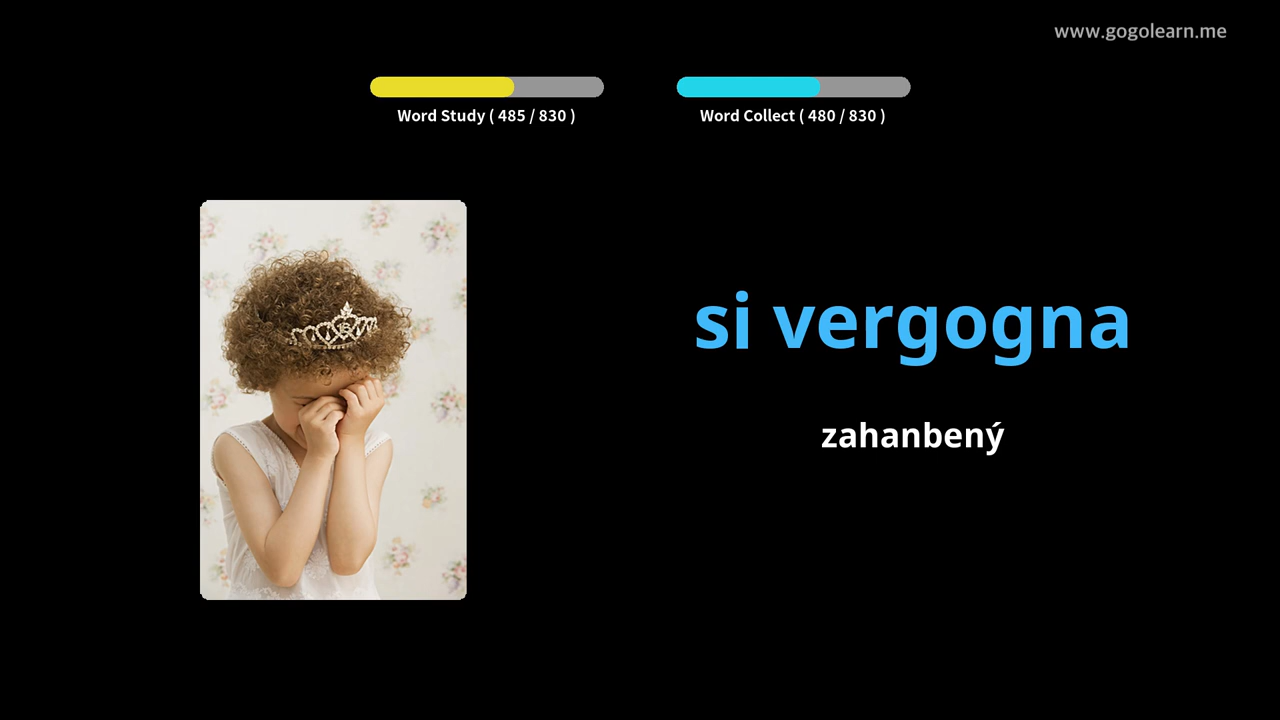 www.gogolearn.me
Word Study ( 485 / 830 )
Word Collect ( 480 / 830 )
si vergogna
zahanbený